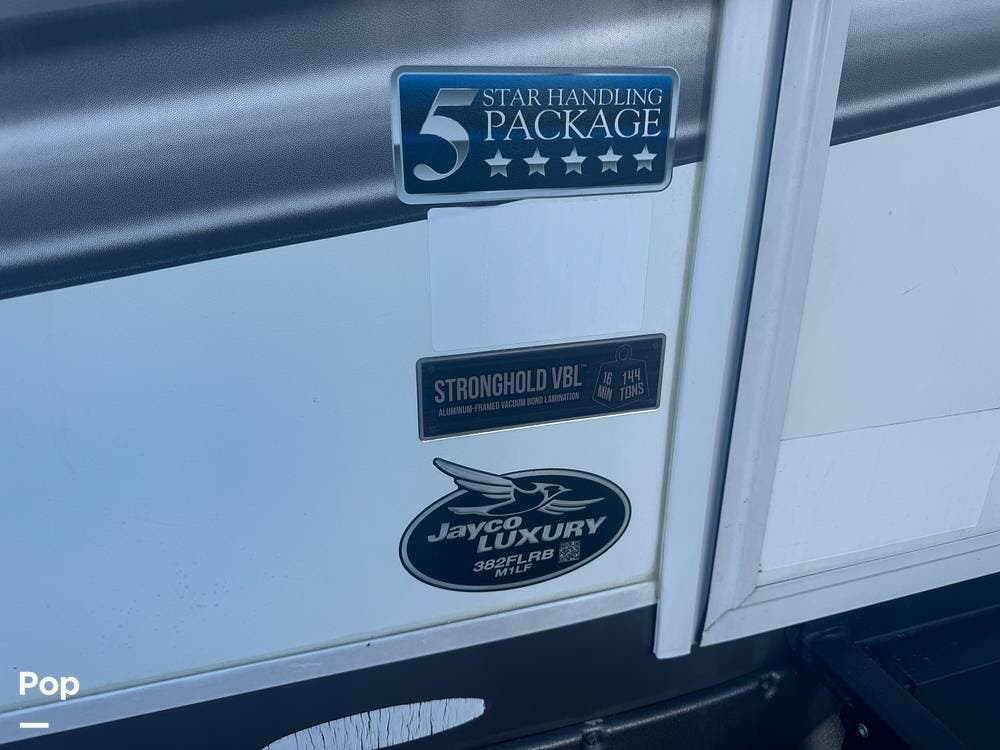 5 STAR HANDLING
PACKAGE
STRONGHOLD VBL™
ALUMINUM-FRAMED VACUUM BOND LAMINATION
16 144
MIN TONS
Jayco
LUXURY
382FLRB
M1LF
Pop